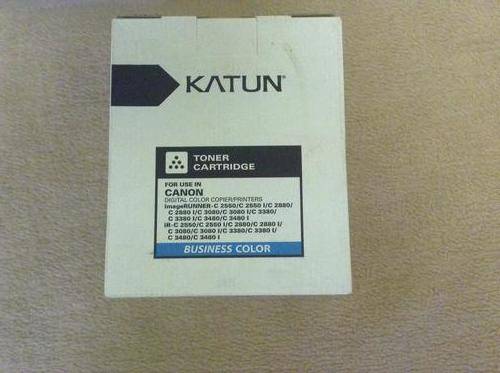 KATUN®
TONER
CARTRIDGE
FOR USE IN
CANON
DIGITAL COLOR COPIER/PRINTERS
imageRUNNER-C 2550/C 2550 I/C 2880/
C 2880 I/C 3080/C 3080 I/C 3380/
C 3380 I/C 3480/C 3480 I
iR-C 2550/C 2550 I/C 2880/C 2880 I/
C 3080/C 3080 I/C 3380/C 3380 I/
C 3480/C 3480 I
BUSINESS COLOR